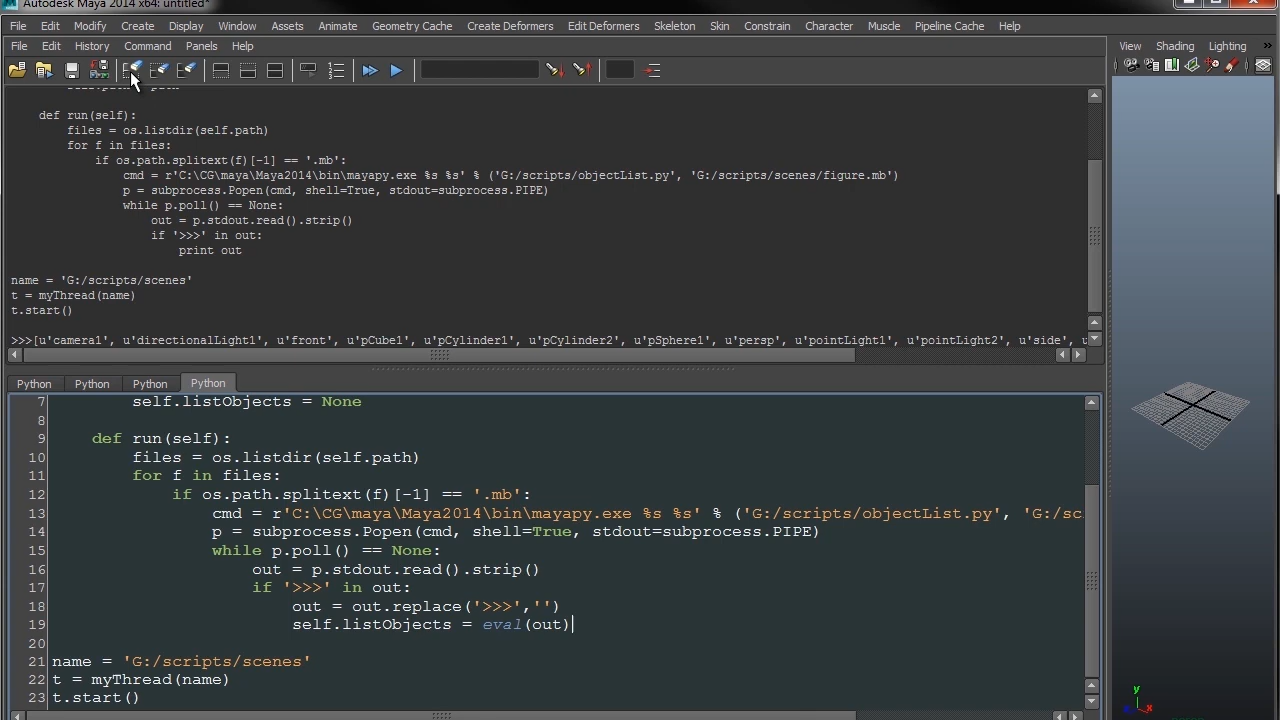 Autodesk Maya 2014 x64: untitled*
File Edit Modify Create Display Window Assets Animate Geometry Cache Create Deformers Edit Deformers Skeleton Skin Constrain Character Muscle Pipeline Cache Help
File Edit History Command Panels Help
View Shading Lighting »
def run(self):
files = os.listdir(self.path)
for f in files:
if os.path.splitext(f)[-1] == '.mb':
cmd = r'C:\CG\maya\Maya2014\bin\mayapy.exe %s %s' % ('G:/scripts/objectList.py', 'G:/scripts/scenes/figure.mb')
p = subprocess.Popen(cmd, shell=True, stdout=subprocess.PIPE)
while p.poll() == None:
out = p.stdout.read().strip()
if '>>>' in out:
print out
name = 'G:/scripts/scenes'
t = myThread(name)
t.start()
>>>[u'camera1', u'directionalLight1', u'front', u'pCube1', u'pCylinder1', u'pCylinder2', u'pSphere1', u'persp', u'pointLight1', u'pointLight2', u'side', u
Python Python Python Python
7 self.listObjects = None
8
9 def run(self):
10 files = os.listdir(self.path)
11 for f in files:
12 if os.path.splitext(f)[-1] == '.mb':
13 cmd = r'C:\CG\maya\Maya2014\bin\mayapy.exe %s %s' % ('G:/scripts/objectList.py', 'G:/sc
14 p = subprocess.Popen(cmd, shell=True, stdout=subprocess.PIPE)
15 while p.poll() == None:
16 out = p.stdout.read().strip()
17 if '>>>' in out:
18 out = out.replace('>>>','')
19 self.listObjects = eval(out)
20
21 name = 'G:/scripts/scenes'
22 t = myThread(name)
23 t.start()
y
x